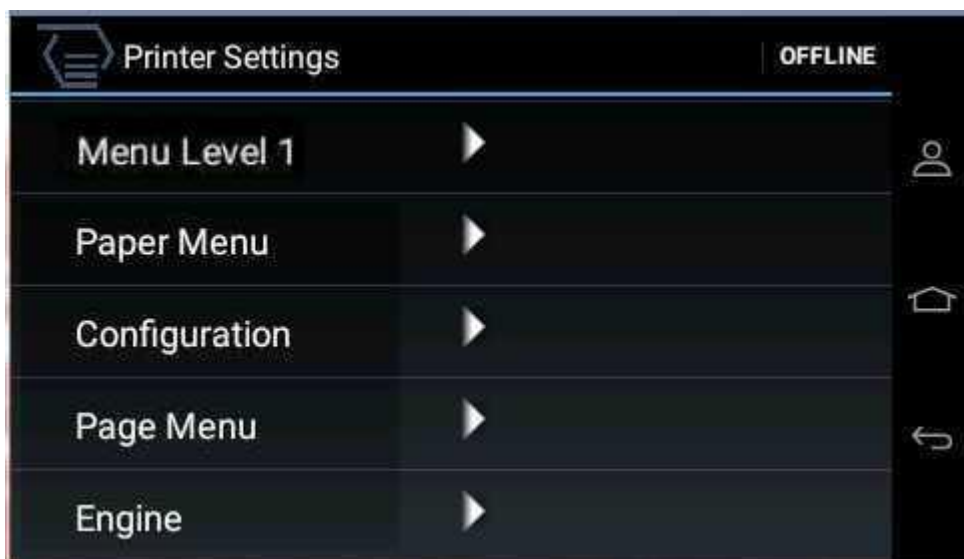 Printer Settings
OFFLINE
Menu Level 1
Paper Menu
Configuration
Page Menu
Engine